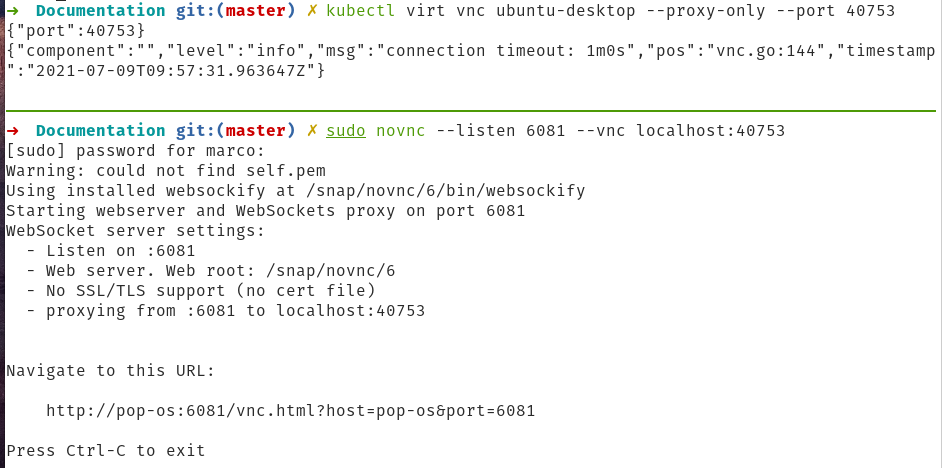 → Documentation git:(master) ✗ kubectl virt vnc ubuntu-desktop --proxy-only --port 40753
{"port":40753}
{"component":"","level":"info","msg":"connection timeout: 1m0s","pos":"vnc.go:144","timestamp
":"2021-07-09T09:57:31.963647Z"}
→ Documentation git:(master) ✗ sudo novnc --listen 6081 --vnc localhost:40753
[sudo] password for marco:
Warning: could not find self.pem
Using installed websockify at /snap/novnc/6/bin/websockify
Starting webserver and WebSockets proxy on port 6081
WebSocket server settings:
  - Listen on :6081
  - Web server. Web root: /snap/novnc/6
  - No SSL/TLS support (no cert file)
  - proxying from :6081 to localhost:40753
Navigate to this URL:
    http://pop-os:6081/vnc.html?host=pop-os&port=6081
Press Ctrl-C to exit